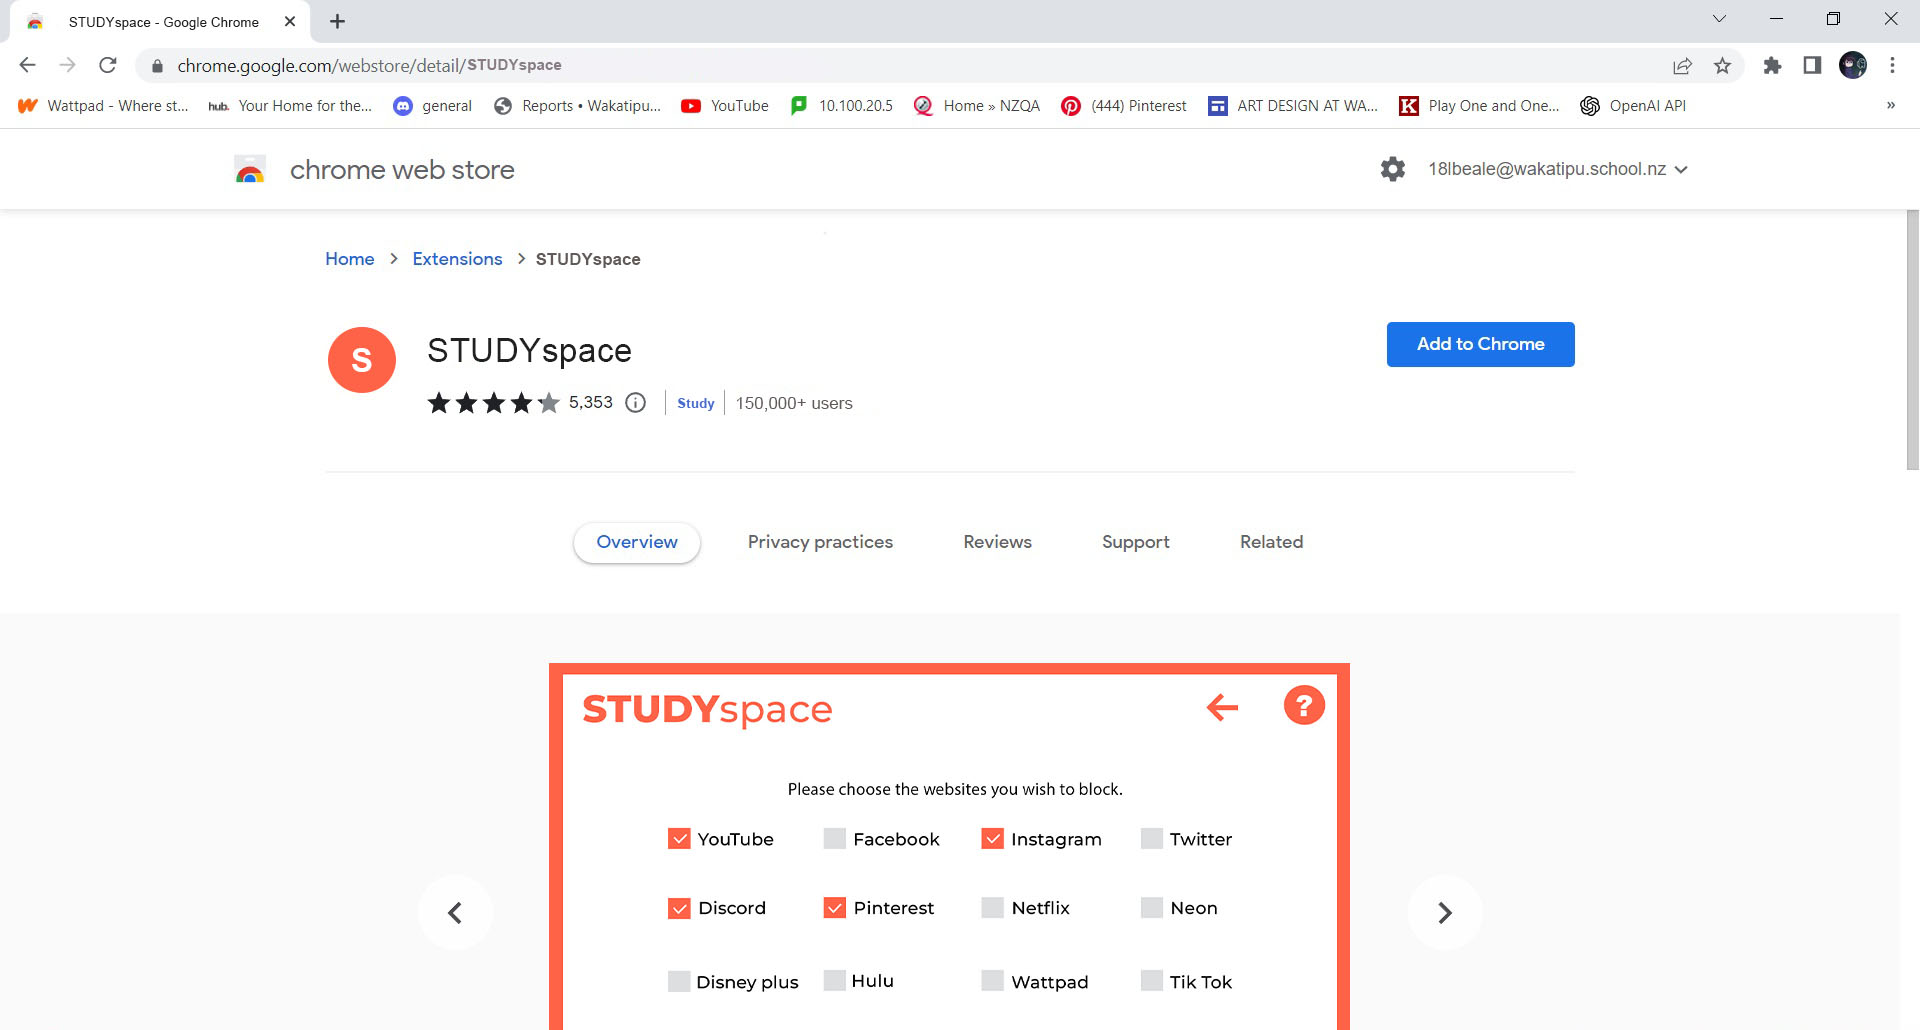 STUDYspace - Google Chrome
chrome.google.com/webstore/detail/STUDYspace
Wattpad - Where st... hub. Your Home for the... general Reports • Wakatipu... YouTube 10.100.20.5 Home » NZQA (444) Pinterest ART DESIGN AT WA... K Play One and One... OpenAI API »
chrome web store 18lbeale@wakatipu.school.nz
Home > Extensions > STUDYspace
S STUDYspace Add to Chrome
5,353 Study 150,000+ users
Overview Privacy practices Reviews Support Related
STUDYspace ?
Please choose the websites you wish to block.
YouTube Facebook Instagram Twitter
Discord Pinterest Netflix Neon
Disney plus Hulu Wattpad Tik Tok